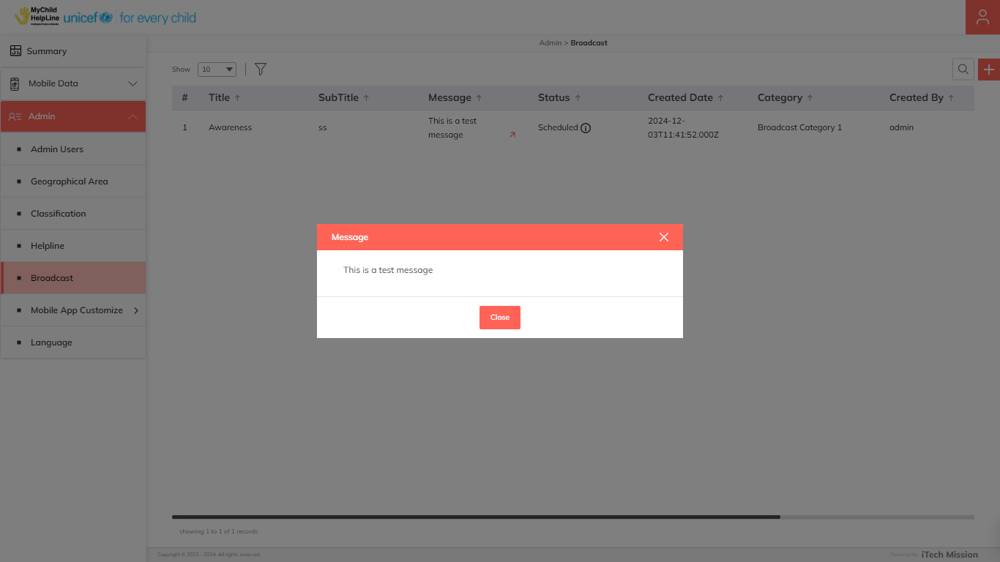 MyChild
HelpLine
unicef for every child
Summary
Mobile Data
Admin
Admin Users
Geographical Area
Classification
Helpline
Broadcast
Mobile App Customize
Language
Admin > Broadcast
Show 10
# Title SubTitle Message Status Created Date Category Created By
1 Awareness ss This is a test message Scheduled 2024-12-03T11:41:52.000Z Broadcast Category 1 admin
Message
This is a test message
Close
showing 1 to 1 of 1 records
Copyright © 2022 - 2024. All rights reserved.
Powered by iTech Mission